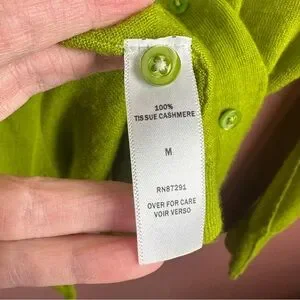 100%
TISSUE CASHMERE
M
RN87291
OVER FOR CARE
VOIR VERSO